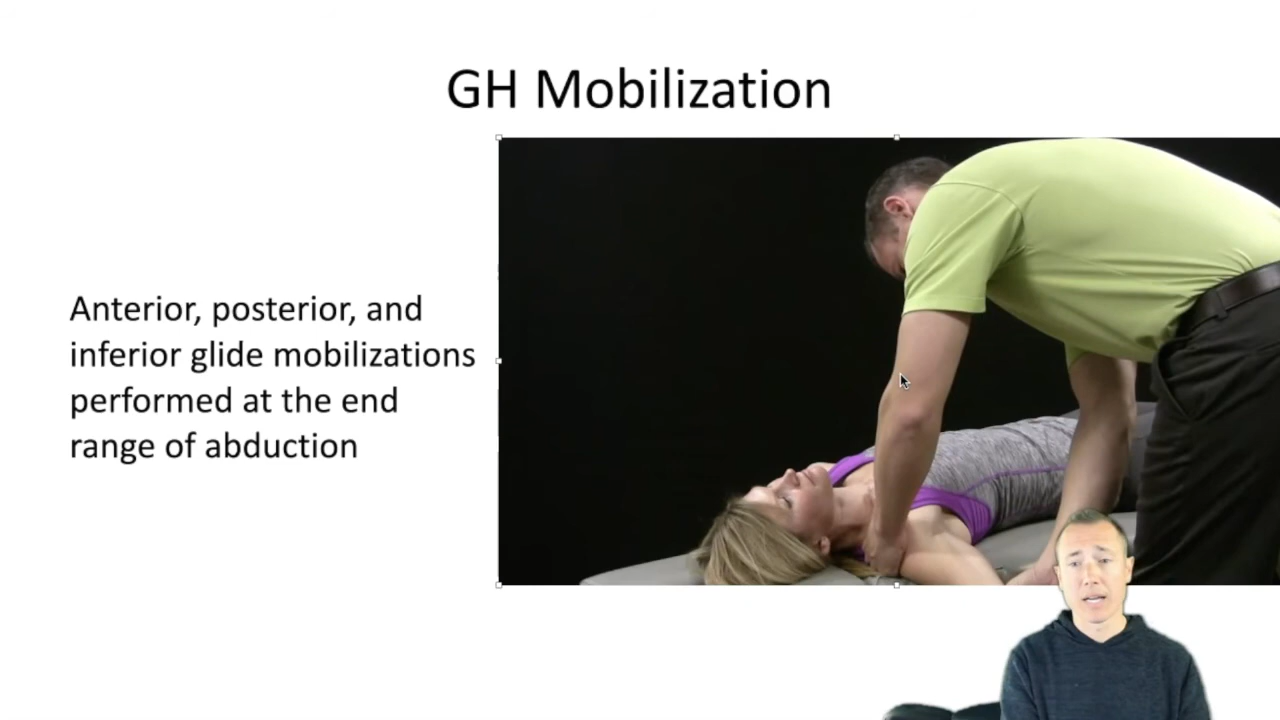 GH Mobilization
Anterior, posterior, and
inferior glide mobilizations
performed at the end
range of abduction